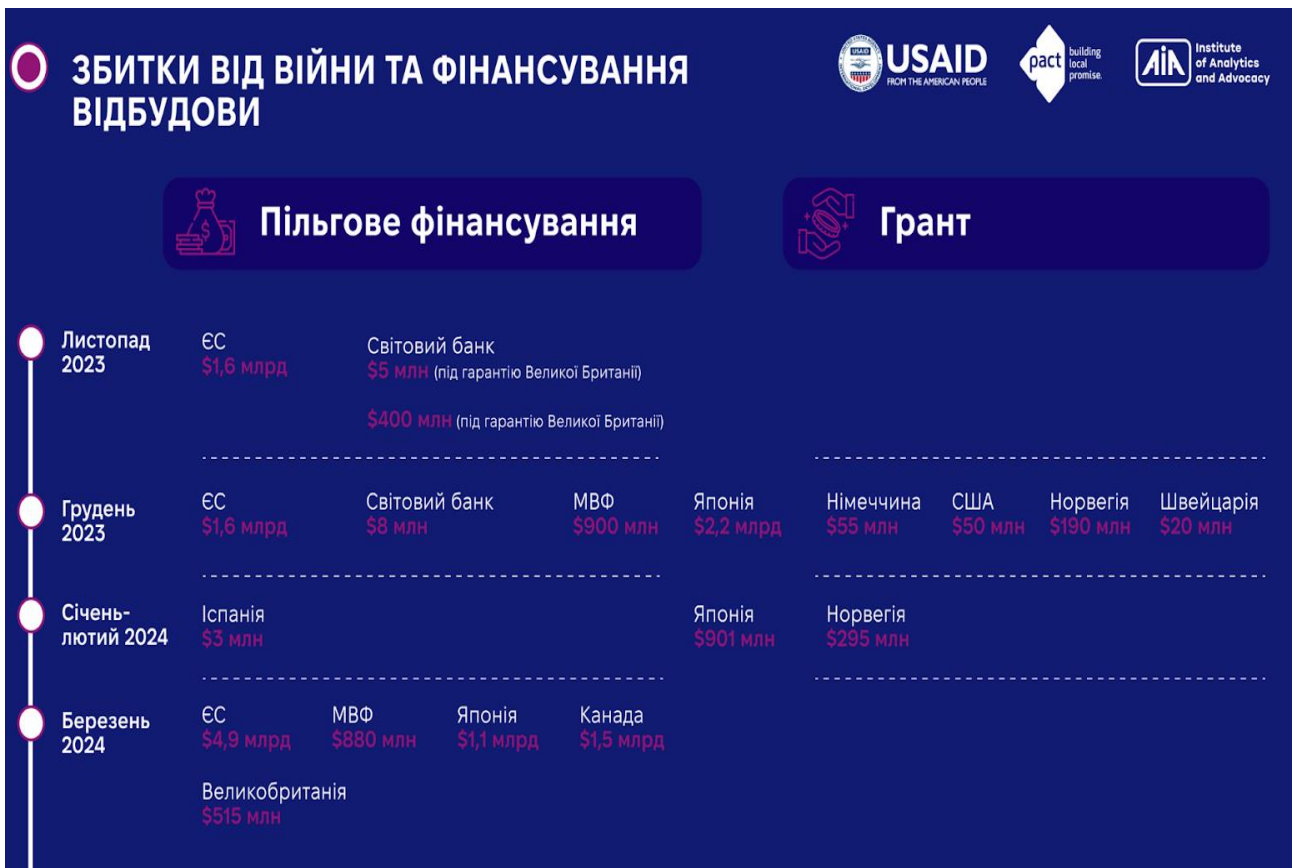 ЗБИТКИ ВІД ВІЙНИ ТА ФІНАНСУВАННЯ
ВІДБУДОВИ
USAID
FROM THE AMERICAN PEOPLE
pact
building
local
promise.
AIA
Institute
of Analytics
and Advocacy
Пільгове фінансування
Грант
Листопад
2023
ЄС
$1,6 млрд
Світовий банк
$5 млн (під гарантію Великої Британії)
$400 млн (під гарантію Великої Британії)
Грудень
2023
ЄС
$1,6 млрд
Світовий банк
$8 млн
МВФ
$900 млн
Японія
$2,2 млрд
Німеччина
$55 млн
США
$50 млн
Норвегія
$190 млн
Швейцарія
$20 млн
Січень-
лютий 2024
Іспанія
$3 млн
Японія
$901 млн
Норвегія
$295 млн
Березень
2024
ЄС
$4,9 млрд
МВФ
$880 млн
Японія
$1,1 млрд
Канада
$1,5 млрд
Великобританія
$515 млн